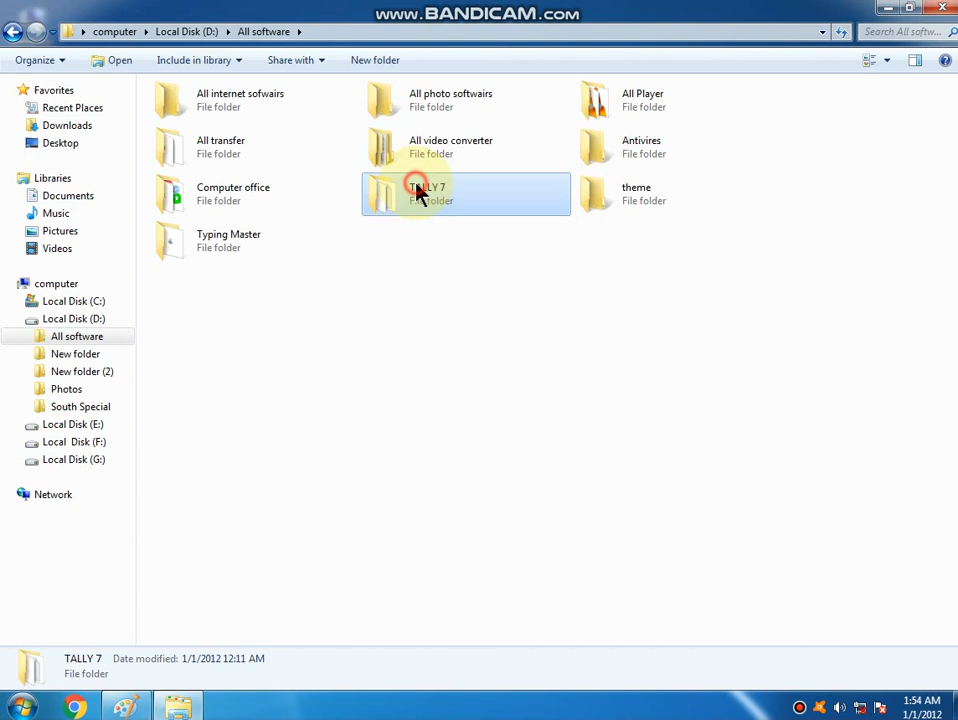 www.BANDICAM.com
computer ▸ Local Disk (D:) ▸ All software ▸
Search All softw...
Organize ▾ Open Include in library ▾ Share with ▾ New folder
Favorites
Recent Places
Downloads
Desktop
Libraries
Documents
Music
Pictures
Videos
computer
Local Disk (C:)
Local Disk (D:)
All software
New folder
New folder (2)
Photos
South Special
Local Disk (E:)
Local Disk (F:)
Local Disk (G:)
Network
All internet sofwairs
File folder
All photo softwairs
File folder
All Player
File folder
All transfer
File folder
All video converter
File folder
Antivires
File folder
Computer office
File folder
TALLY 7
File folder
theme
File folder
Typing Master
File folder
TALLY 7 Date modified: 1/1/2012 12:11 AM
File folder
1:54 AM
1/1/2012